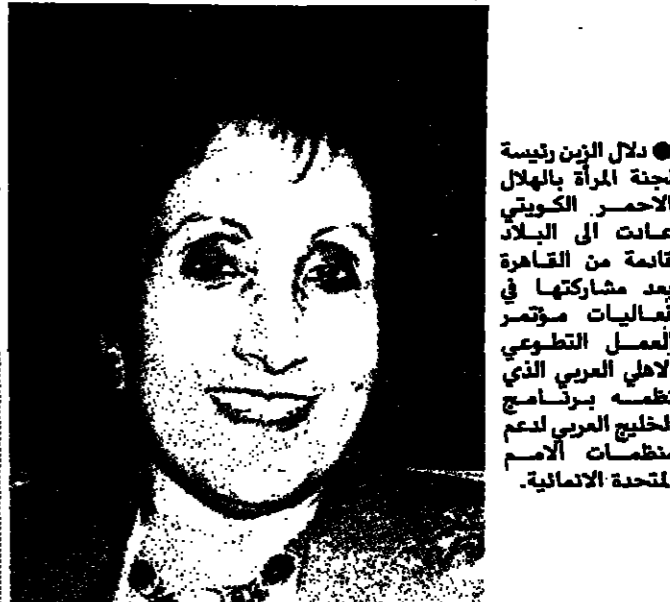 ● دلال الزين رئيسة
لجنة المرأة بالهلال
الاحمر الكويتي
عادت الى البلاد
قادمة من القاهرة
بعد مشاركتها في
فعاليات مؤتمر
العمل التطوعي
الاهلي العربي الذي
نظمه برنامج
الخليج العربي لدعم
منظمات الامم
المتحدة الانمائية.